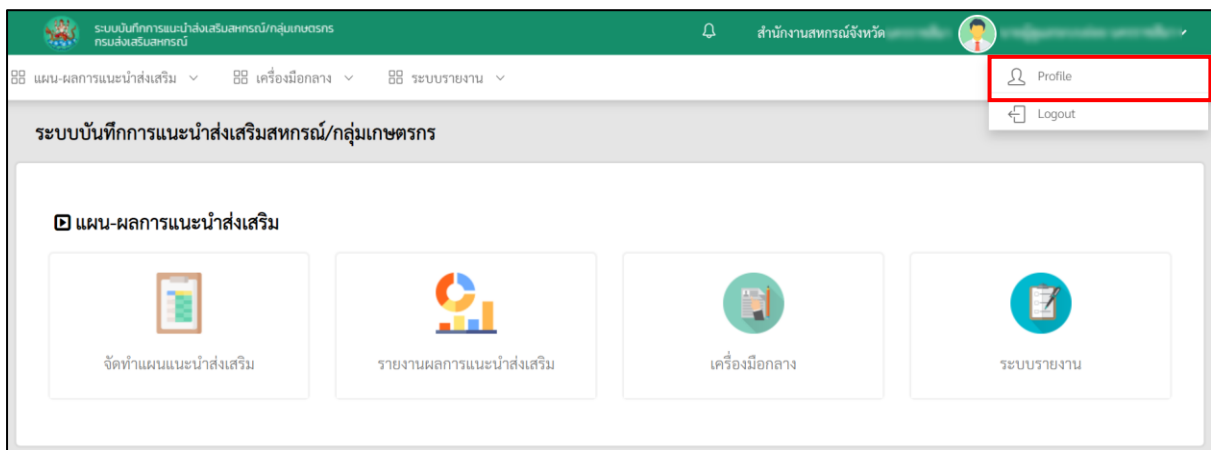 ระบบบันทึกการแนะนำส่งเสริมสหกรณ์/กลุ่มเกษตรกร
กรมส่งเสริมสหกรณ์
สำนักงานสหกรณ์จังหวัด
แผน-ผลการแนะนำส่งเสริม
เครื่องมือกลาง
ระบบรายงาน
Profile
Logout
ระบบบันทึกการแนะนำส่งเสริมสหกรณ์/กลุ่มเกษตรกร
แผน-ผลการแนะนำส่งเสริม
จัดทำแผนแนะนำส่งเสริม
รายงานผลการแนะนำส่งเสริม
เครื่องมือกลาง
ระบบรายงาน